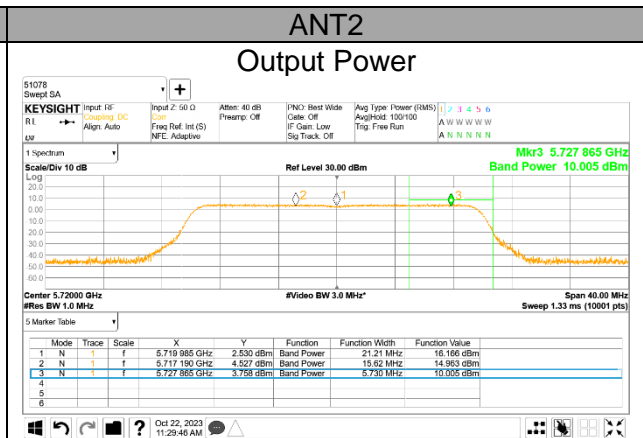 ANT2
Output Power
51078
Swept SA
+
KEYSIGHT Input: RF Input Z: 50 Ω Atten: 40 dB PNO: Best Wide Avg Type: Power (RMS) 1 2 3 4 5 6
R L Coupling: DC Corr Preamp: Off Gate: Off Avg|Hold: 100/100 A W W W W W
Align: Auto Freq Ref: Int (S) IF Gain: Low Trig: Free Run
NFE: Adaptive Sig Track: Off A N N N N N
1 Spectrum
Mkr3 5.727 865 GHz
Scale/Div 10 dB Ref Level 30.00 dBm Band Power 10.005 dBm
Log
20.0
10.0
0.00
-10.0
-20.0
-30.0
-40.0
-50.0
-60.0
2 1 3
Center 5.72000 GHz #Video BW 3.0 MHz* Span 40.00 MHz
#Res BW 1.0 MHz Sweep 1.33 ms (10001 pts)
5 Marker Table
Mode Trace Scale X Y Function Function Width Function Value
1 N 1 f 5.719 985 GHz 2.530 dBm Band Power 21.21 MHz 16.166 dBm
2 N 1 f 5.717 190 GHz 4.527 dBm Band Power 15.62 MHz 14.963 dBm
3 N 1 f 5.727 865 GHz 3.758 dBm Band Power 5.730 MHz 10.005 dBm
4
5
6
? Oct 22, 2023
11:29:46 AM